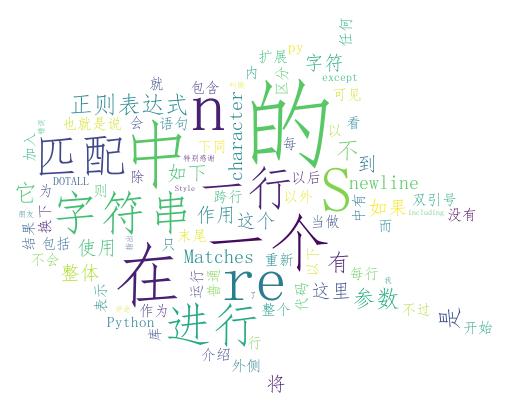 任何
扩展 py
字符
区分
内
except
就 包含
可见
正则表达式
n
的
character
也就是说 会 语句
加入
下同
每
以 看
匹配
中
特别感谢
不 到
DOTALL 除 如下
一行
S
newline
它 为 则
Style
以后
跨行 以外
双引号
朋友 换下
字符串
作用 这个
如果
中有
including
当做
没有
而
结果 包括 使用
只 末尾
一个
不会
在
Matches 重新
以下 有
每行
整体
re
运行 普通
代码 这里 参数
我
表示
进行
整个
不过
是
作为
Python
库
行
开始
介绍
外侧
将